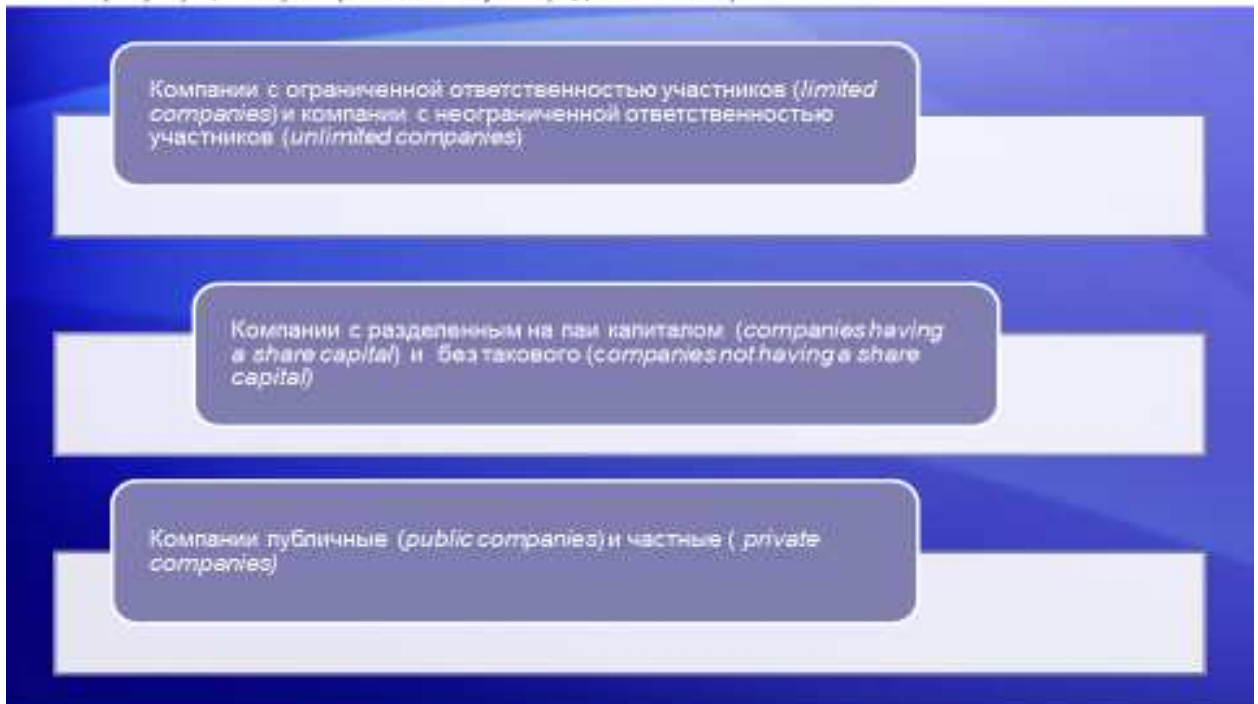 Компании с ограниченной ответственностью участников (limited
companies) и компании с неограниченной ответственностью
участников (unlimited companies)
Компании с разделенным на паи капиталом (companies having
a share capital) и без такового (companies not having a share
capital)
Компании публичные (public companies) и частные ( private
companies)